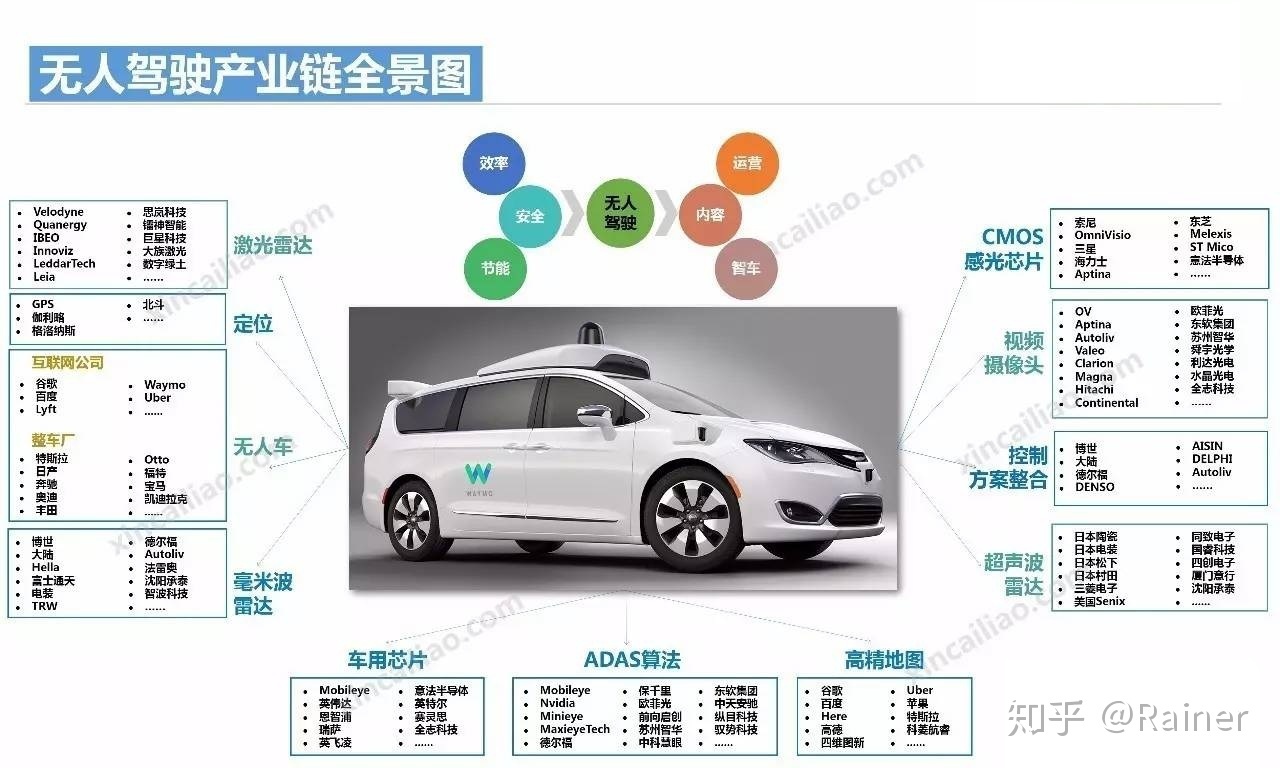 无人驾驶产业链全景图
效率
安全
节能
无人
驾驶
运营
内容
智车
Velodyne
Quanergy
IBEO
Innoviz
LeddarTech
Leia
思岚科技
镭神智能
巨星科技
大族激光
数字绿土
......
激光雷达
GPS
伽利略
格洛纳斯
北斗
......
定位
互联网公司
谷歌
百度
Lyft
Waymo
Uber
......
整车厂
特斯拉
日产
奔驰
奥迪
丰田
Otto
福特
宝马
凯迪拉克
......
无人车
博世
大陆
Hella
富士通天
电装
TRW
德尔福
Autoliv
法雷奥
沈阳承泰
智波科技
......
毫米波
雷达
CMOS
感光芯片
索尼
OmniVisio
三星
海力士
Aptina
东芝
Melexis
ST Mico
意法半导体
......
视频
摄像头
OV
Aptina
Autoliv
Valeo
Clarion
Magna
Hitachi
Continental
欧菲光
东软集团
苏州智华
舜宇光学
利达光电
水晶光电
全志科技
......
控制
方案整合
博世
大陆
德尔福
DENSO
AISIN
DELPHI
Autoliv
......
超声波
雷达
日本陶瓷
日本电装
日本松下
日本村田
三菱电子
美国Senix
同致电子
国睿科技
四创电子
厦门意行
沈阳承泰
......
WAYMO
车用芯片
Mobileye
英伟达
恩智浦
瑞萨
英飞凌
意法半导体
英特尔
赛灵思
全志科技
......
ADAS算法
Mobileye
Nvidia
Minieye
MaxieyeTech
德尔福
保千里
欧菲光
前向启创
苏州智华
中科慧眼
东软集团
中天安驰
纵目科技
驭势科技
......
高精地图
谷歌
百度
Here
高德
四维图新
Uber
苹果
特斯拉
科菱航睿
......
xincailiao.com
xincailiao.com
xincailiao.com
xincailiao.com
xincailiao.com
xincailiao.com
xincailiao.com
知乎 @Rainer